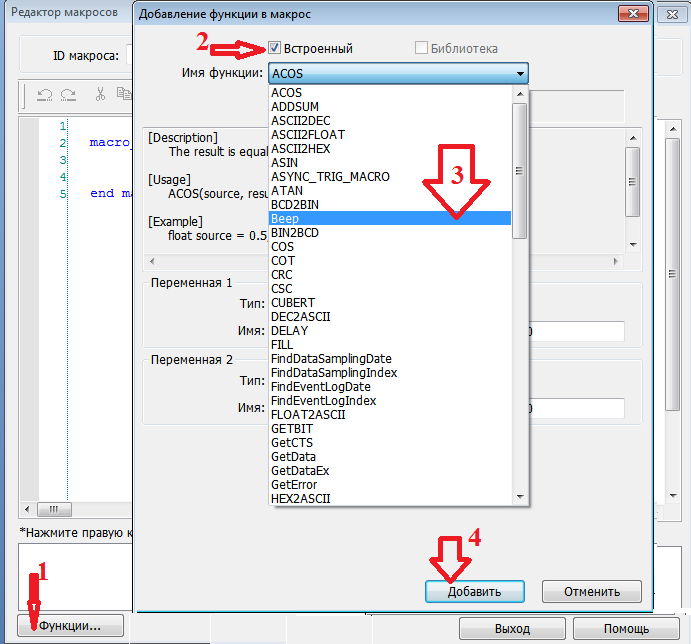 Редактор макросов
Добавление функции в макрос
2
Встроенный
Библиотека
ID макроса:
Имя функции:
ACOS
ACOS
ADDSUM
ASCII2DEC
ASCII2FLOAT
ASCII2HEX
ASIN
ASYNC_TRIG_MACRO
ATAN
BCD2BIN
Beep
BIN2BCD
COS
COT
CRC
CSC
CUBERT
DEC2ASCII
DELAY
FILL
FindDataSamplingDate
FindDataSamplingIndex
FindEventLogDate
FindEventLogIndex
FLOAT2ASCII
GETBIT
GetCTS
GetData
GetDataEx
GetError
HEX2ASCII
3
1
2
3
4
5
macro_
end ma
[Description]
The result is equal
[Usage]
ACOS(source, resu
[Example]
float source = 0.5,
Переменная 1
Тип:
Имя:
0
Переменная 2
Тип:
Имя:
0
*Нажмите правую к
4
1
Добавить
Отменить
Функции...
Выход
Помощь